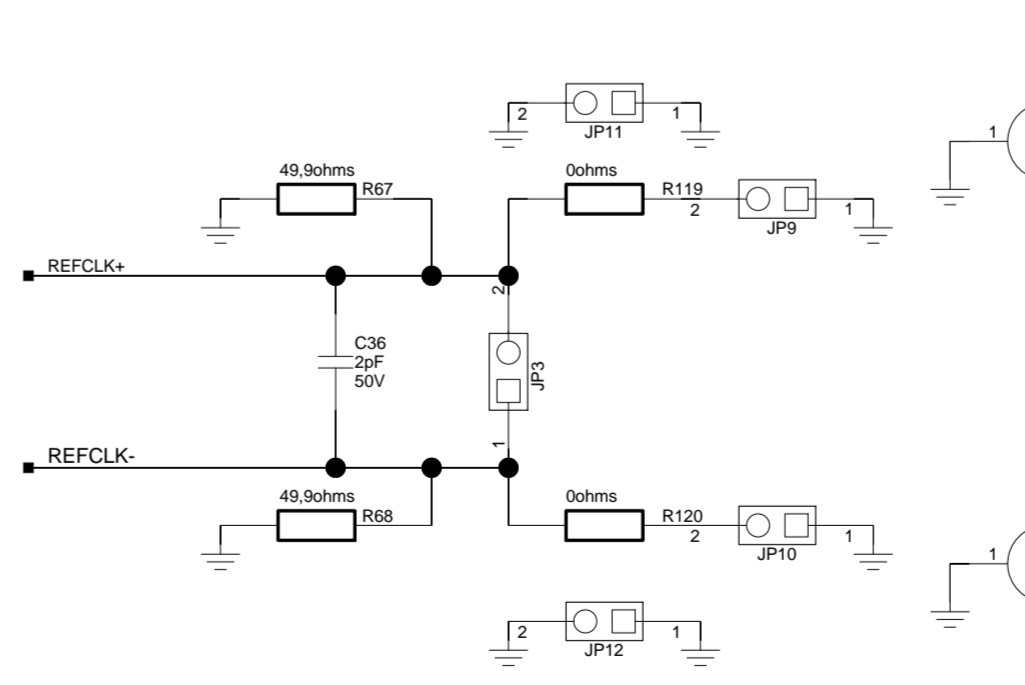 2
1
JP11
49,9ohms
R67
0ohms
R119
2
1
JP9
1
REFCLK+
2
C36
2pF
50V
JP3
1
REFCLK-
49,9ohms
R68
0ohms
R120
2
1
JP10
1
2
1
JP12